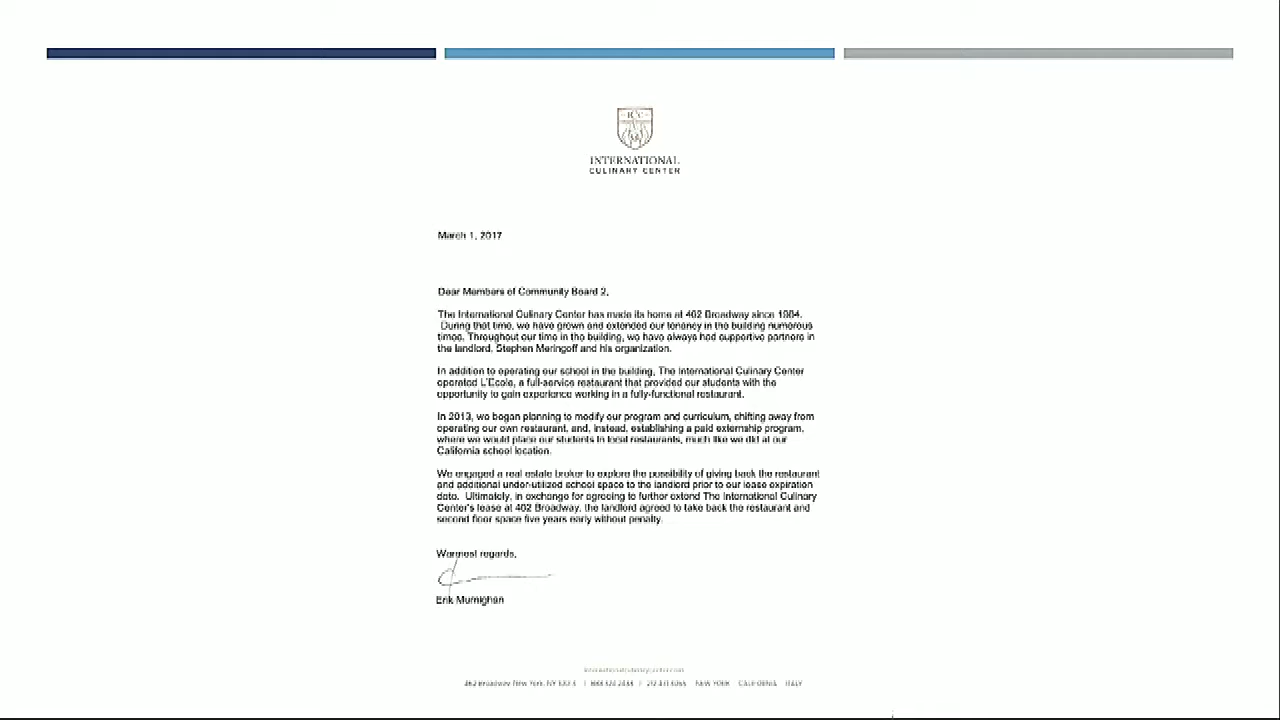 INTERNATIONAL
CULINARY CENTER
March 1, 2017
Dear Members of Community Board 2,
The International Culinary Center has made its home at 462 Broadway since 1984.
During that time, we have grown and extended our tenancy in the building numerous
times. Throughout our time in the building, we have always had supportive partners in
the landlord, Stephen Meringoff and his organization.
In addition to operating our school in the building, The International Culinary Center
operated L'Ecole, a full-service restaurant that provided our students with the
opportunity to gain experience working in a fully-functional restaurant.
In 2013, we began planning to modify our program and curriculum, shifting away from
operating our own restaurant, and, instead, establishing a paid externship program,
where we would place our students in local restaurants, much like we did at our
California school location.
We engaged a real estate broker to explore the possibility of giving back the restaurant
and additional under-utilized school space to the landlord prior to our lease expiration
date. Ultimately, in exchange for agreeing to further extend The International Culinary
Center's lease at 462 Broadway, the landlord agreed to take back the restaurant and
second floor space five years early without penalty.
Warmest regards,
Erik Murnighan
462 Broadway New York, NY NEW YORK CALIFORNIA ITALY